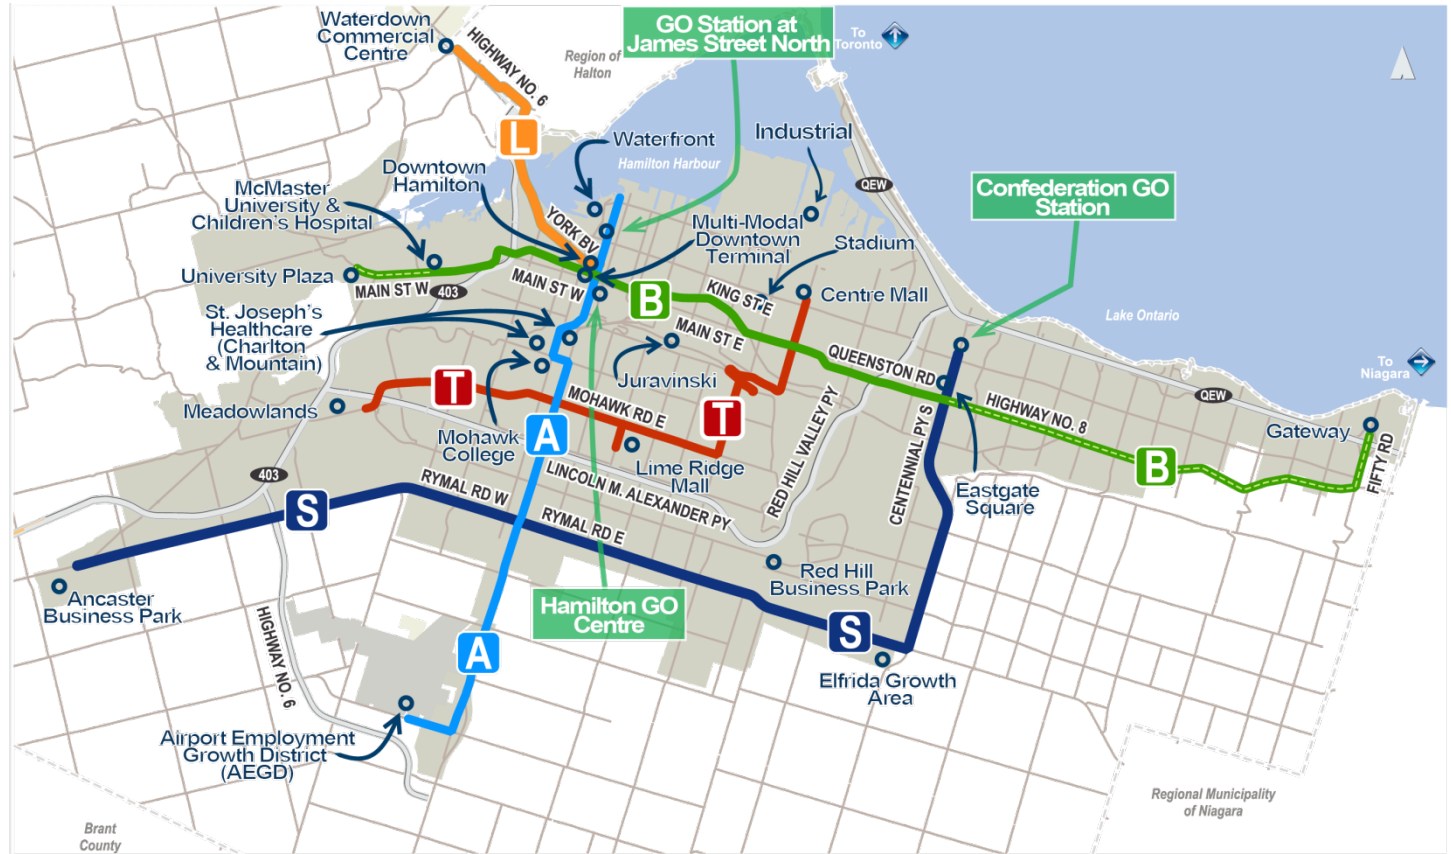 Waterdown
Commercial
Centre
HIGHWAY NO. 6
Region of
Halton
GO Station at
James Street North
To
Toronto
L
Waterfront
Industrial
Hamilton Harbour
Downtown
Hamilton
QEW
Confederation GO
Station
McMaster
University &
Children's Hospital
YORK BV
Multi-Modal
Downtown
Terminal
Stadium
University Plaza
MAIN ST W
403
MAIN ST W
B
KING ST E
Centre Mall
MAIN ST E
Lake Ontario
St. Joseph's
Healthcare
(Charlton
& Mountain)
QUEENSTON RD
To
Niagara
Juravinski
T
MOHAWK RD E
T
QEW
Meadowlands
HIGHWAY NO. 8
Gateway
Mohawk
College
A
Lime Ridge
Mall
RED HILL VALLEY PY
CENTENNIAL PY S
B
FIFTY RD
403
LINCOLN M. ALEXANDER PY
Eastgate
Square
RYMAL RD W
S
RYMAL RD E
Red Hill
Business Park
Ancaster
Business Park
Hamilton GO
Centre
HIGHWAY NO. 6
A
S
Elfrida Growth
Area
Airport Employment
Growth District
(AEGD)
Regional Municipality
of Niagara
Brant
County